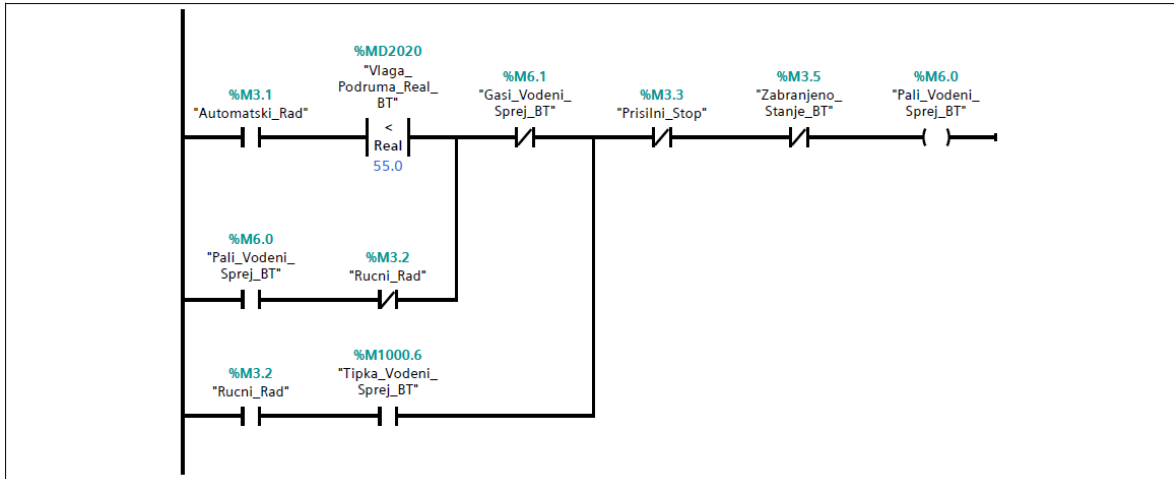 %MD2020
"Vlaga_
Podruma_Real_
BT"
%M3.1
"Automatski_Rad"
<
Real
55.0
%M6.1
"Gasi_Vodeni_
Sprej_BT"
%M3.3
"Prisilni_Stop"
%M3.5
"Zabranjeno_
Stanje_BT"
%M6.0
"Pali_Vodeni_
Sprej_BT"
%M6.0
"Pali_Vodeni_
Sprej_BT"
%M3.2
"Rucni_Rad"
%M3.2
"Rucni_Rad"
%M1000.6
"Tipka_Vodeni_
Sprej_BT"